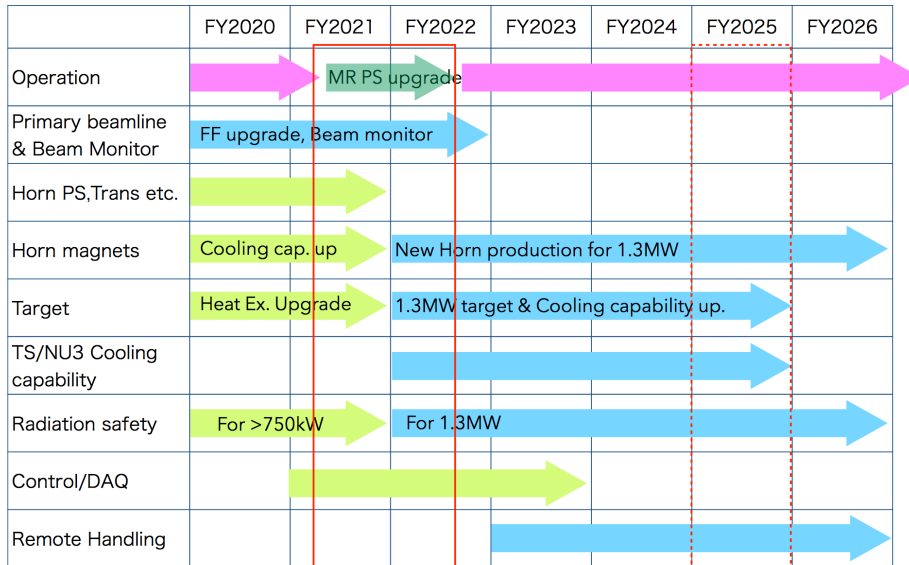 FY2020 FY2021 FY2022 FY2023 FY2024 FY2025 FY2026
Operation MR PS upgrade
Primary beamline
& Beam Monitor
FF upgrade, Beam monitor
Horn PS,Trans etc.
Horn magnets Cooling cap. up New Horn production for 1.3MW
Target Heat Ex. Upgrade 1.3MW target & Cooling capability up.
TS/NU3 Cooling
capability
Radiation safety For >750kW For 1.3MW
Control/DAQ
Remote Handling